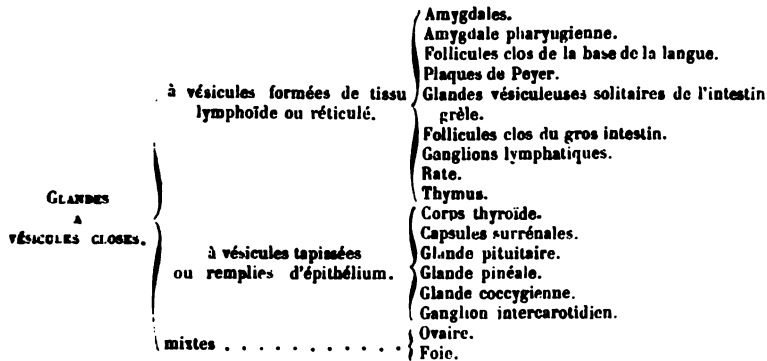 Amygdales.
Amygdale pharyngienne.
Follicules clos de la base de la langue.
Plaques de Peyer.
à vésicules formées de tissu
lymphoïde ou réticulé.
Glandes vésiculeuses solitaires de l'intestin
grêle.
Follicules clos du gros intestin.
Ganglions lymphatiques.
Rate.
Thymus.
GLANDES
A
VÉSICULES CLOSES.
à vésicules tapissées
ou remplies d'épithélium.
Corps thyroïde.
Capsules surrénales.
Glande pituitaire.
Glande pinéale.
Glande coccygienne.
Ganglion intercarotidien.
mixtes . . . . . . . . . . .
Ovaire.
Foie.